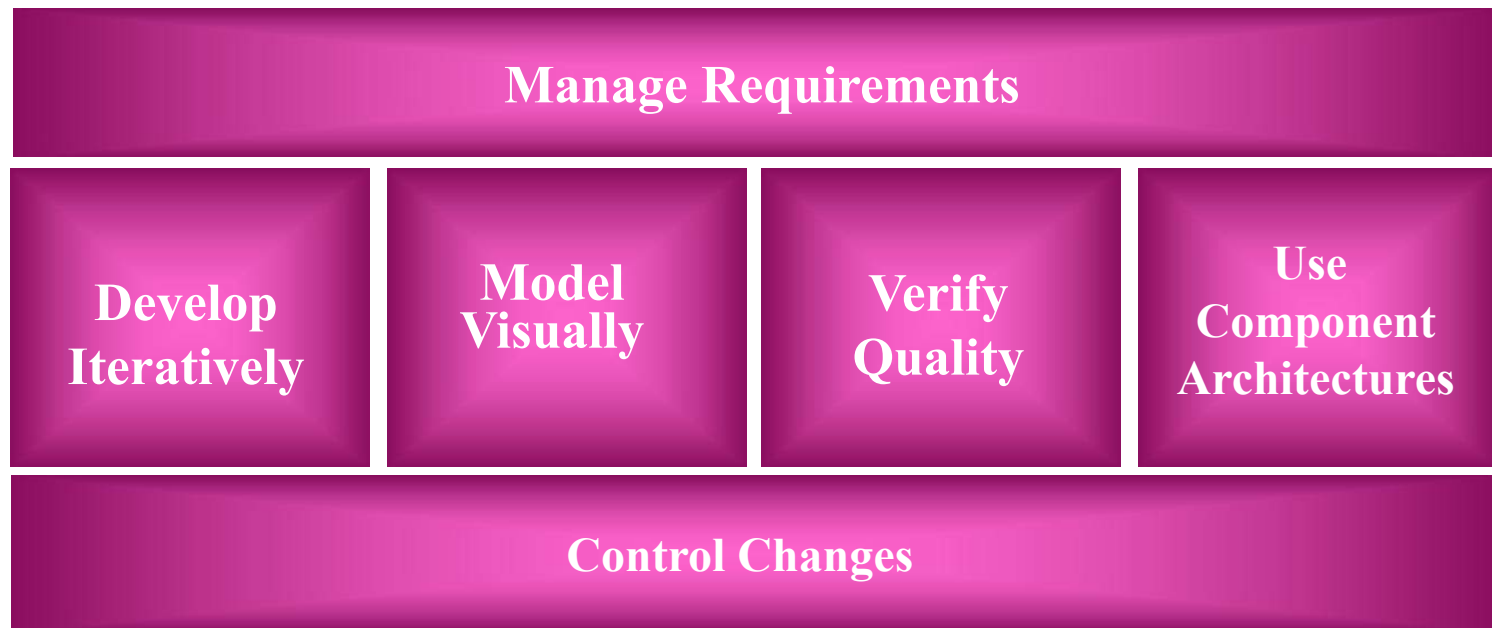 Manage Requirements
Develop
Iteratively
Model
Visually
Verify
Quality
Use
Component
Architectures
Control Changes